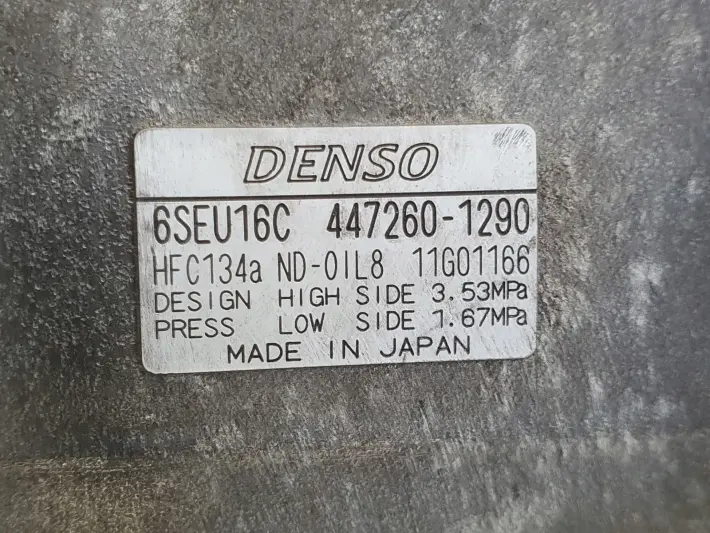 DENSO
6SEU16C 447260-1290
HFC134a ND-OIL8 11G01166
DESIGN HIGH SIDE 3.53MPa
PRESS LOW SIDE 1.67MPa
MADE IN JAPAN